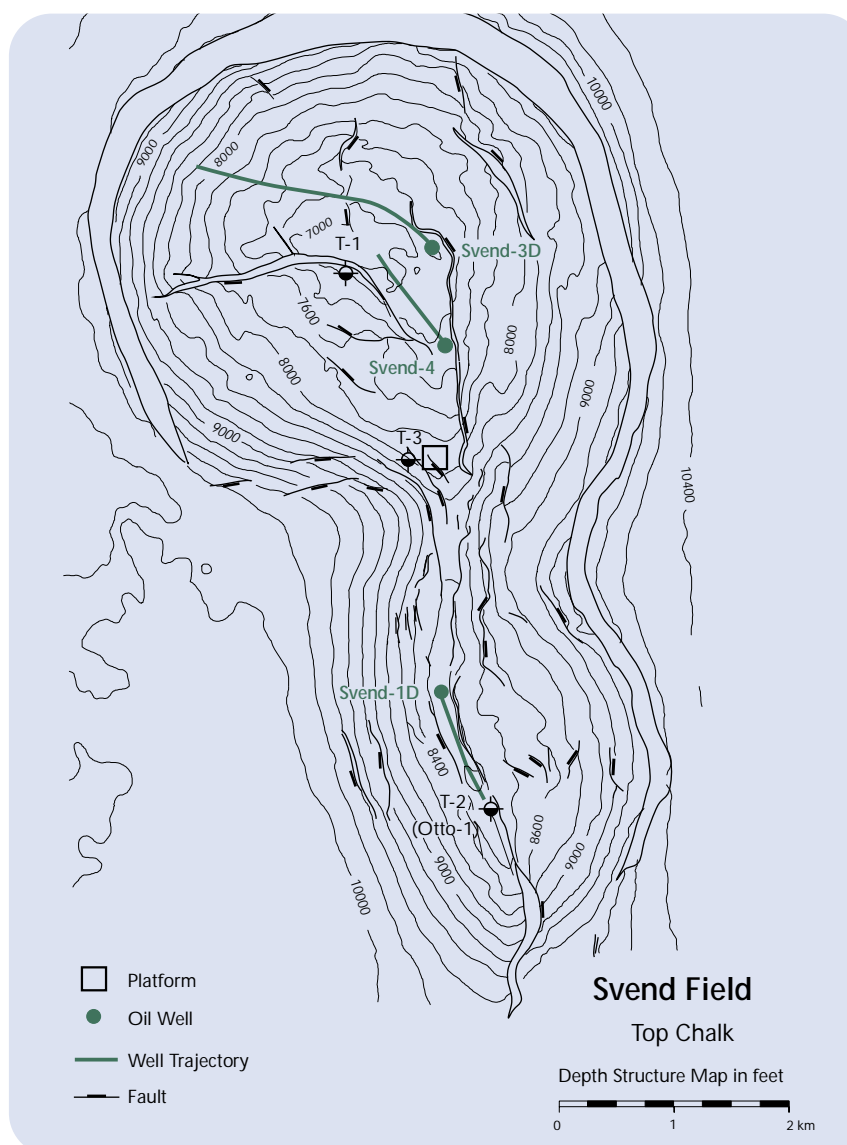 10000
9000
8000
7000
T-1
Svend-3D
7600
8000
Svend-4
8000
9000
9000
T-3
10400
Svend-1D
8400
T-2
(Otto-1)
8600
9000
9000
10000
Platform
Oil Well
Well Trajectory
Fault
Svend Field
Top Chalk
Depth Structure Map in feet
0 1 2 km